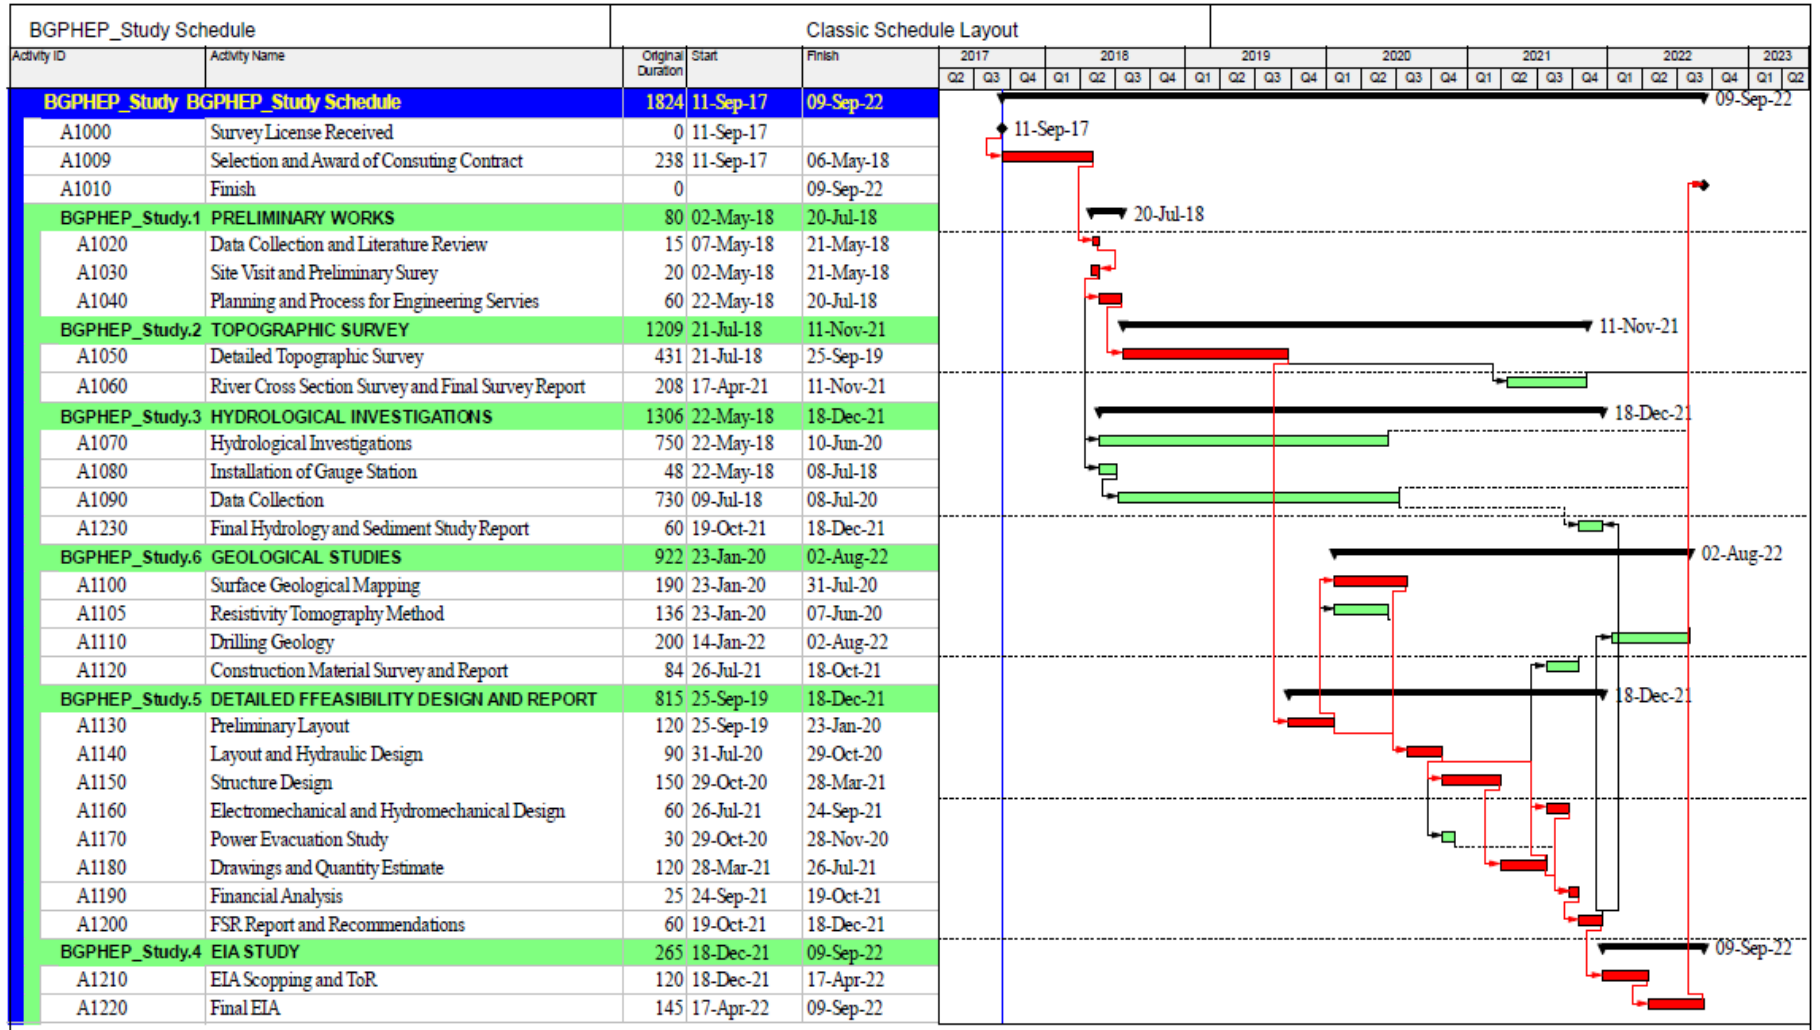 BGPHEP_Study Schedule Classic Schedule Layout
Activity ID Activity Name Original Duration Start Finish 2017 2018 2019 2020 2021 2022 2023
Q2 Q3 Q4 Q1 Q2 Q3 Q4 Q1 Q2 Q3 Q4 Q1 Q2 Q3 Q4 Q1 Q2 Q3 Q4 Q1 Q2 Q3 Q4 Q1 Q2
BGPHEP_Study BGPHEP_Study Schedule 1824 11-Sep-17 09-Sep-22 09-Sep-22
A1000 Survey License Received 0 11-Sep-17 11-Sep-17
A1009 Selection and Award of Consuting Contract 238 11-Sep-17 06-May-18
A1010 Finish 0 09-Sep-22
BGPHEP_Study.1 PRELIMINARY WORKS 80 02-May-18 20-Jul-18 20-Jul-18
A1020 Data Collection and Literature Review 15 07-May-18 21-May-18
A1030 Site Visit and Preliminary Surey 20 02-May-18 21-May-18
A1040 Planning and Process for Engineering Servies 60 22-May-18 20-Jul-18
BGPHEP_Study.2 TOPOGRAPHIC SURVEY 1209 21-Jul-18 11-Nov-21 11-Nov-21
A1050 Detailed Topographic Survey 431 21-Jul-18 25-Sep-19
A1060 River Cross Section Survey and Final Survey Report 208 17-Apr-21 11-Nov-21
BGPHEP_Study.3 HYDROLOGICAL INVESTIGATIONS 1306 22-May-18 18-Dec-21 18-Dec-21
A1070 Hydrological Investigations 750 22-May-18 10-Jun-20
A1080 Installation of Gauge Station 48 22-May-18 08-Jul-18
A1090 Data Collection 730 09-Jul-18 08-Jul-20
A1230 Final Hydrology and Sediment Study Report 60 19-Oct-21 18-Dec-21
BGPHEP_Study.6 GEOLOGICAL STUDIES 922 23-Jan-20 02-Aug-22 02-Aug-22
A1100 Surface Geological Mapping 190 23-Jan-20 31-Jul-20
A1105 Resistivity Tomography Method 136 23-Jan-20 07-Jun-20
A1110 Drilling Geology 200 14-Jan-22 02-Aug-22
A1120 Construction Material Survey and Report 84 26-Jul-21 18-Oct-21
BGPHEP_Study.5 DETAILED FFEASIBILITY DESIGN AND REPORT 815 25-Sep-19 18-Dec-21 18-Dec-21
A1130 Preliminary Layout 120 25-Sep-19 23-Jan-20
A1140 Layout and Hydraulic Design 90 31-Jul-20 29-Oct-20
A1150 Structure Design 150 29-Oct-20 28-Mar-21
A1160 Electromechanical and Hydromechanical Design 60 26-Jul-21 24-Sep-21
A1170 Power Evacuation Study 30 29-Oct-20 28-Nov-20
A1180 Drawings and Quantity Estimate 120 28-Mar-21 26-Jul-21
A1190 Financial Analysis 25 24-Sep-21 19-Oct-21
A1200 FSR Report and Recommendations 60 19-Oct-21 18-Dec-21
BGPHEP_Study.4 EIA STUDY 265 18-Dec-21 09-Sep-22 09-Sep-22
A1210 EIA Scopping and ToR 120 18-Dec-21 17-Apr-22
A1220 Final EIA 145 17-Apr-22 09-Sep-22